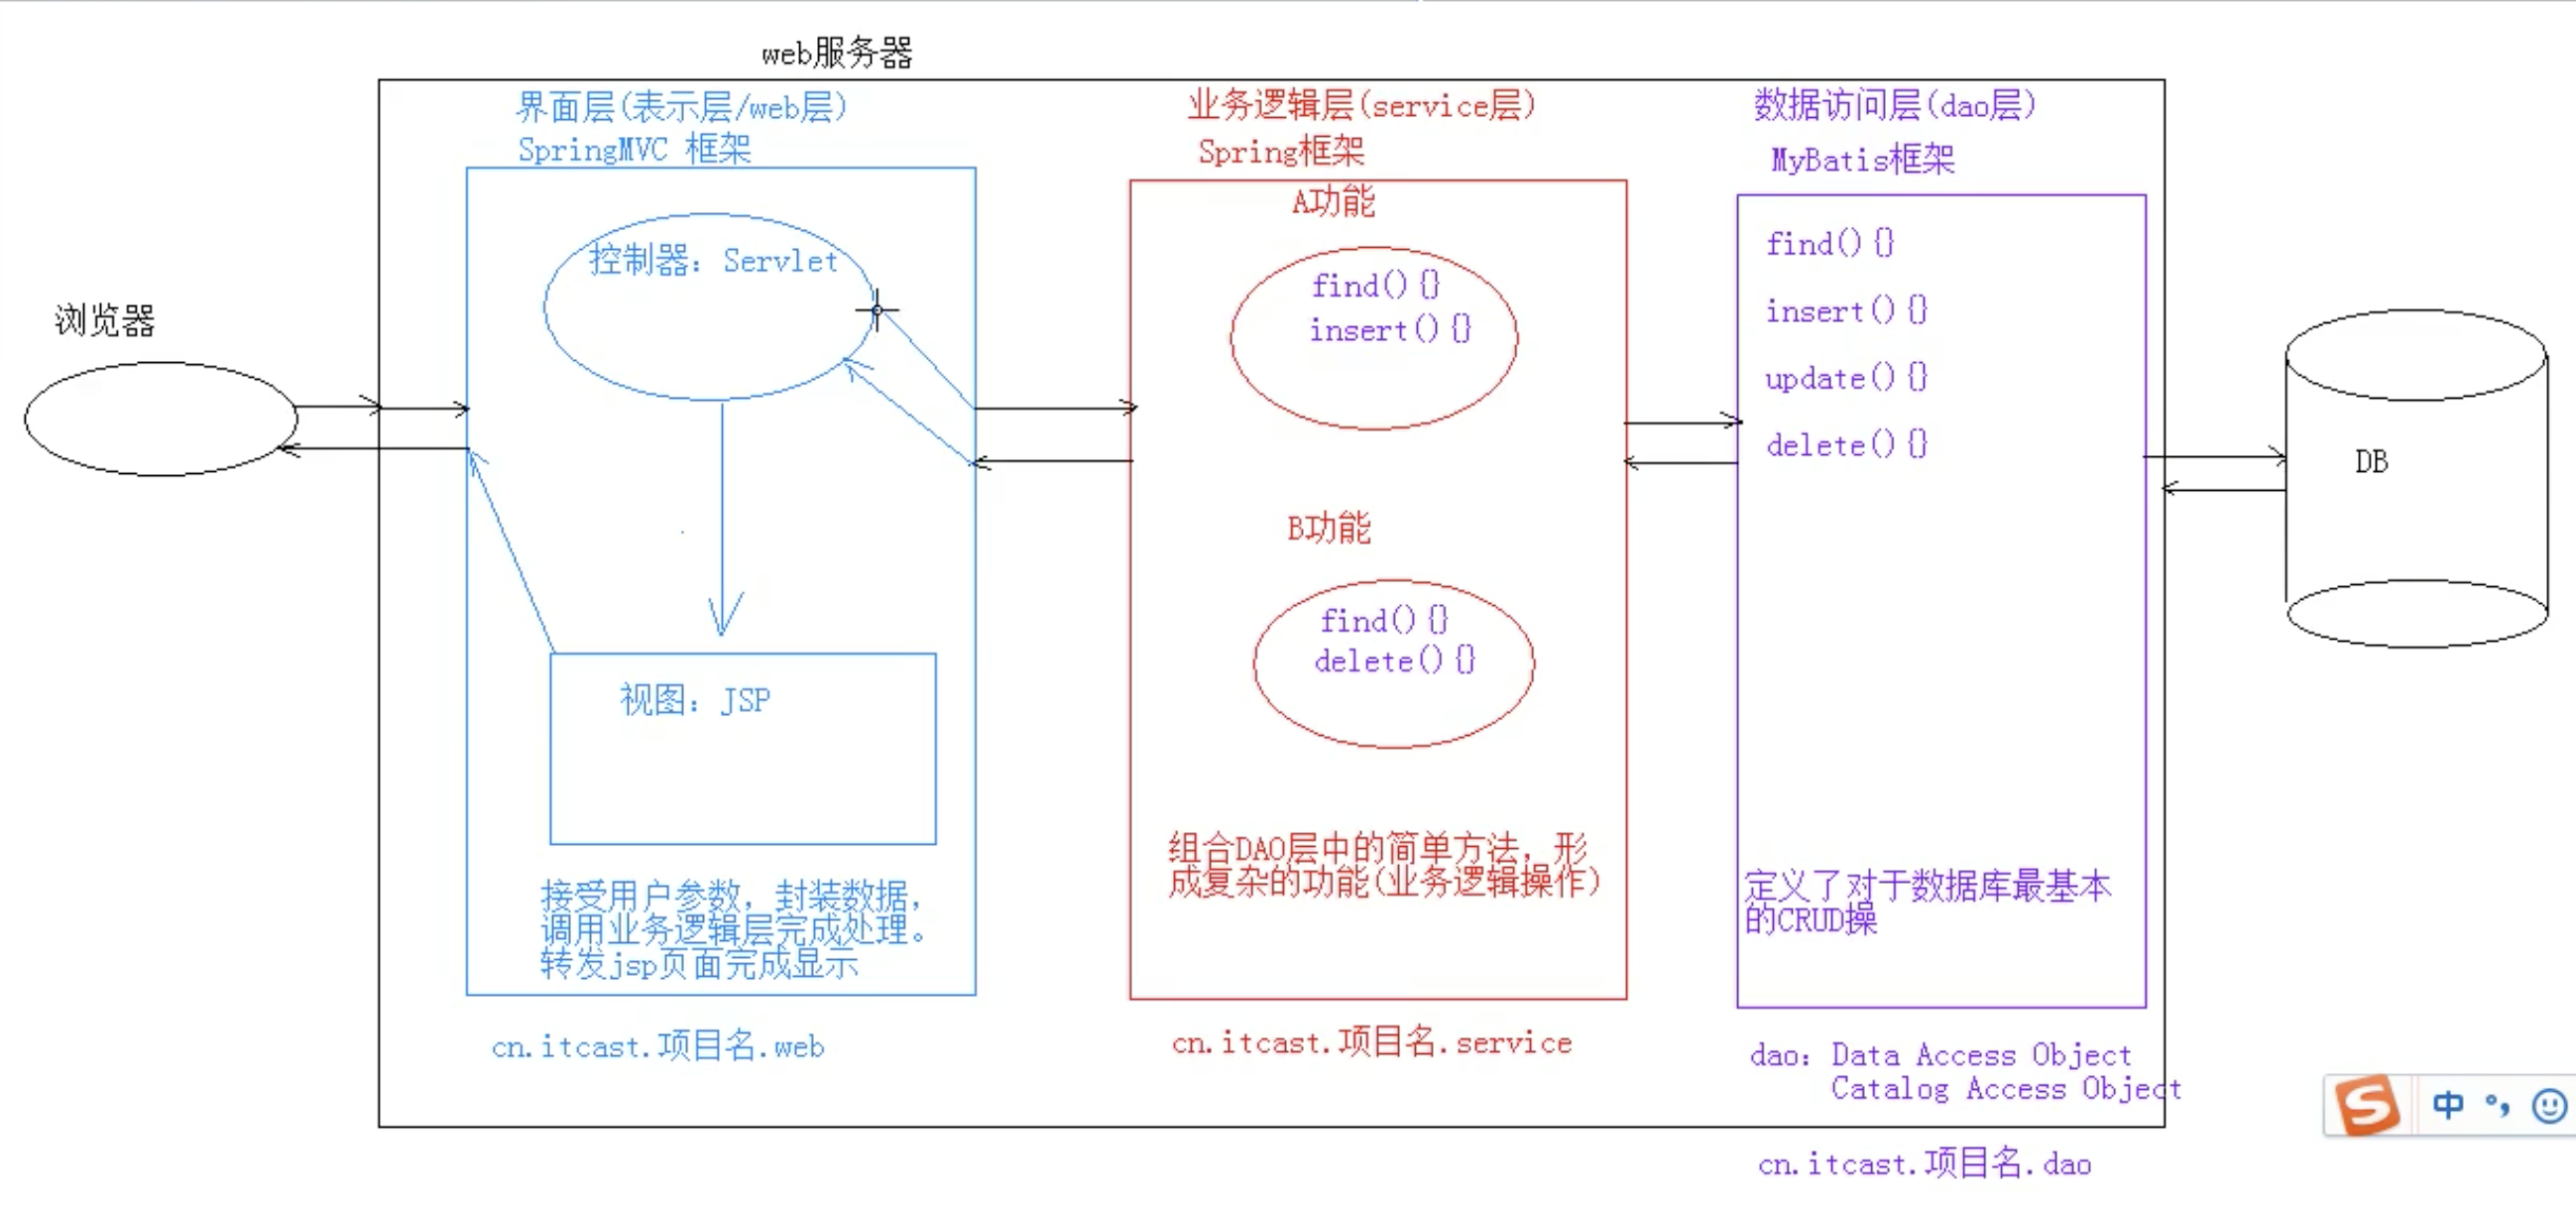 web服务器
界面层(表示层/web层)
SpringMVC 框架
控制器：Servlet
视图：JSP
接受用户参数，封装数据，
调用业务逻辑层完成处理。
转发jsp页面完成显示
cn.itcast.项目名.web
浏览器
业务逻辑层(service层)
Spring框架
A功能
find(){}
insert(){}
B功能
find(){}
delete(){}
组合DAO层中的简单方法，形
成复杂的功能(业务逻辑操作)
cn.itcast.项目名.service
数据访问层(dao层)
MyBatis框架
find(){}
insert(){}
update(){}
delete(){}
定义了对于数据库最基本
的CRUD操
dao：Data Access Object
Catalog Access Object
cn.itcast.项目名.dao
DB
S 中 °,